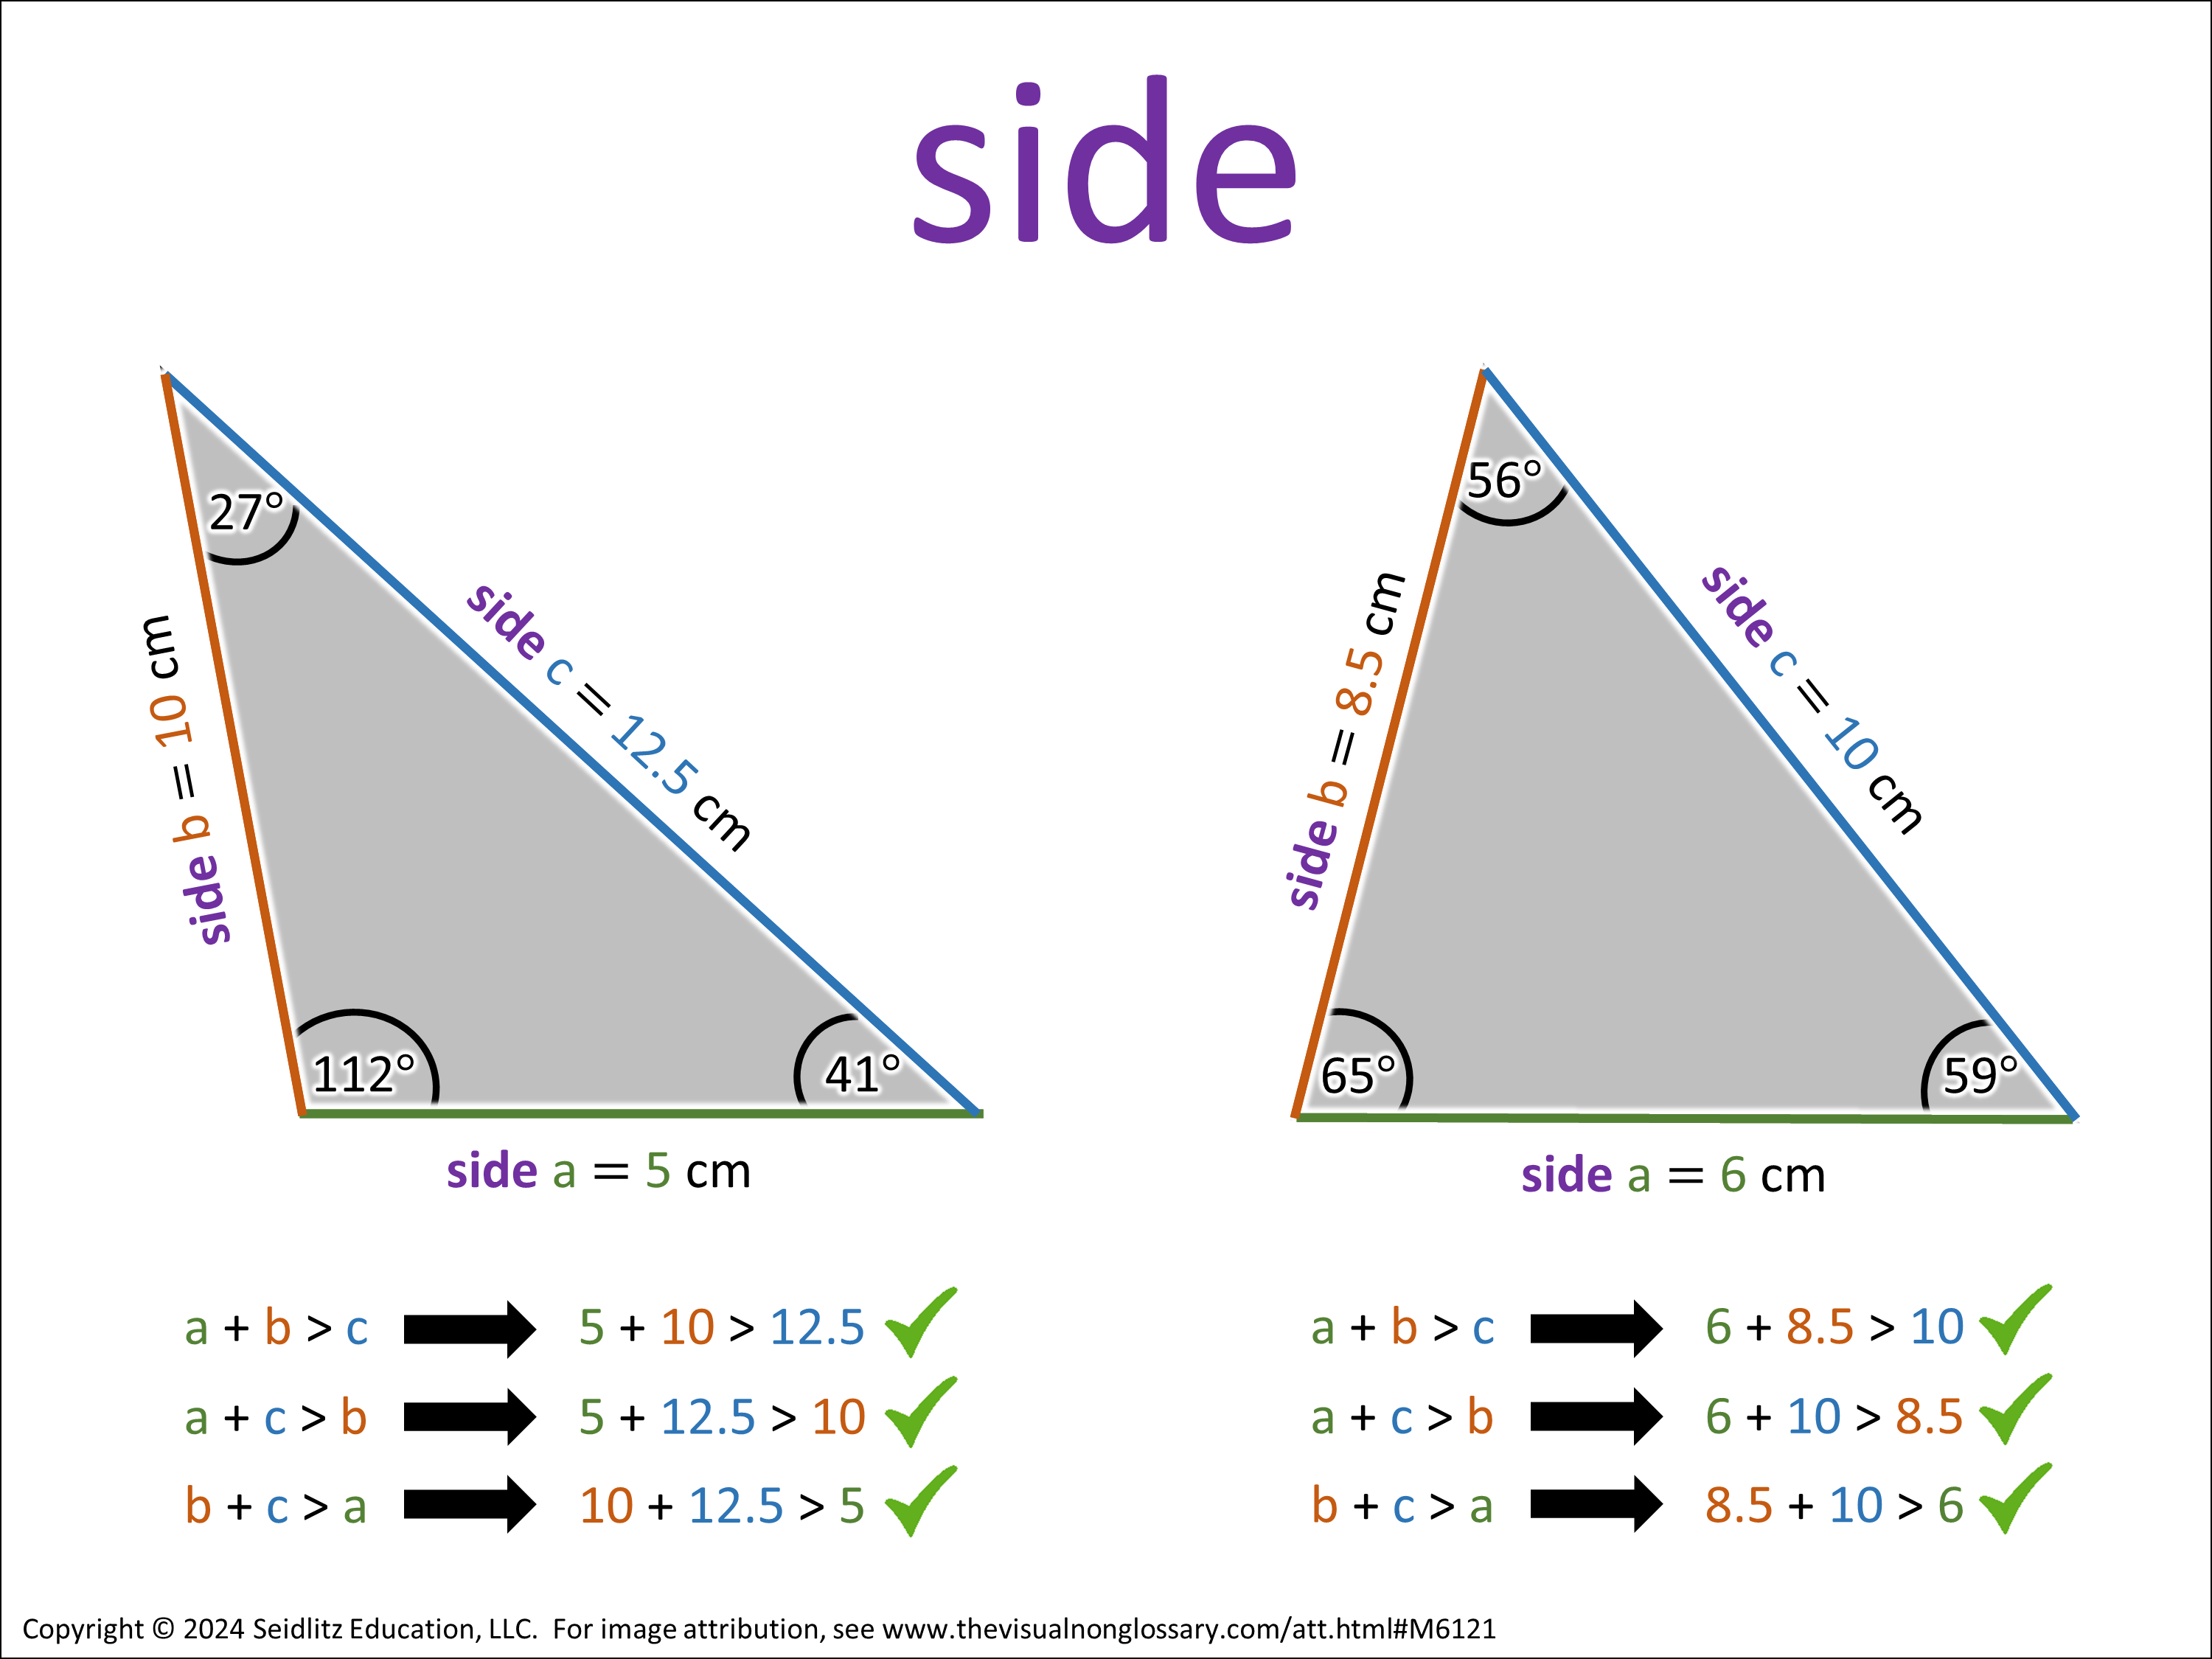 side
27°
side b = 10 cm
side c = 12.5 cm
112°
41°
side a = 5 cm
56°
side b = 8.5 cm
side c = 10 cm
65°
59°
side a = 6 cm
a + b > c 5 + 10 > 12.5
a + c > b 5 + 12.5 > 10
b + c > a 10 + 12.5 > 5
a + b > c 6 + 8.5 > 10
a + c > b 6 + 10 > 8.5
b + c > a 8.5 + 10 > 6
Copyright © 2024 Seidlitz Education, LLC. For image attribution, see www.thevisualnonglossary.com/att.html#M6121